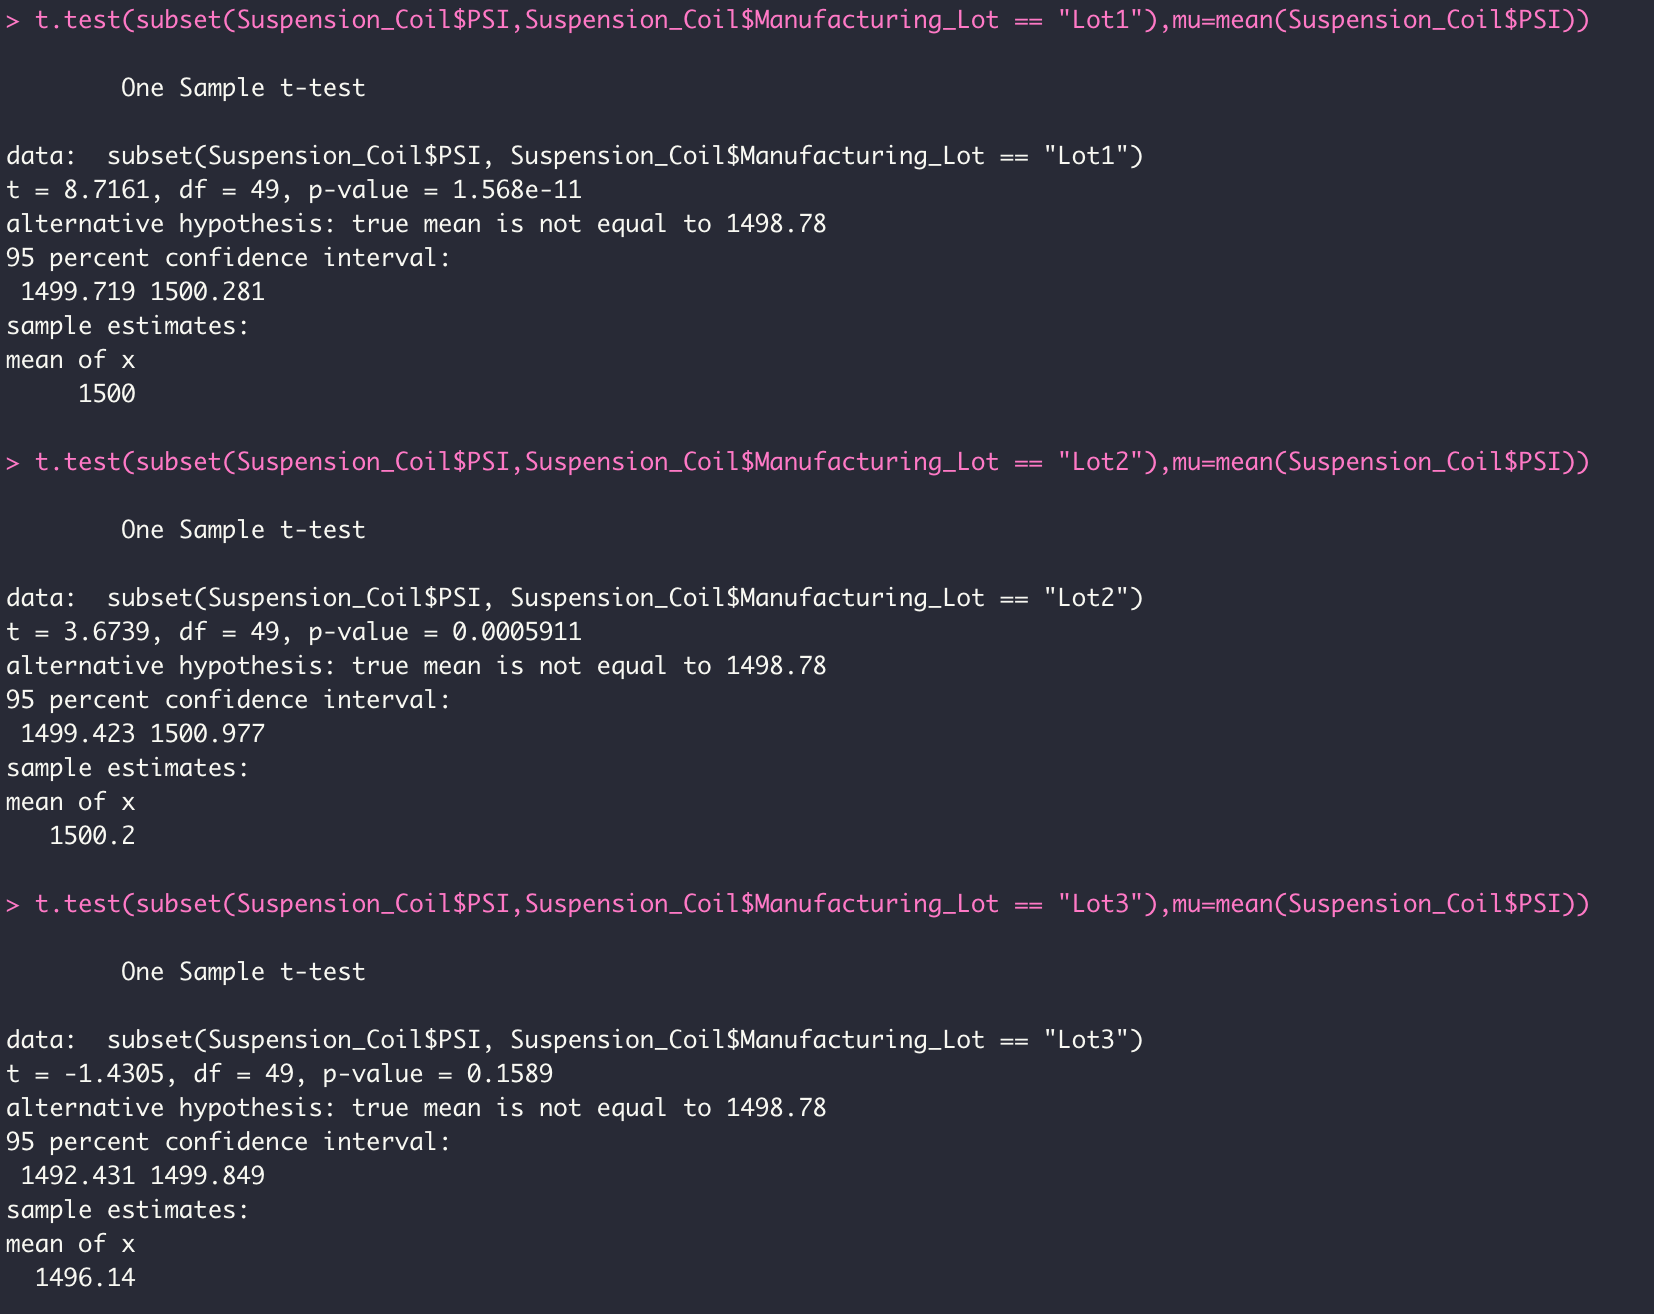 > t.test(subset(Suspension_Coil$PSI,Suspension_Coil$Manufacturing_Lot == "Lot1"),mu=mean(Suspension_Coil$PSI))
One Sample t-test
data:  subset(Suspension_Coil$PSI, Suspension_Coil$Manufacturing_Lot == "Lot1")
t = 8.7161, df = 49, p-value = 1.568e-11
alternative hypothesis: true mean is not equal to 1498.78
95 percent confidence interval:
1499.719 1500.281
sample estimates:
mean of x
1500
> t.test(subset(Suspension_Coil$PSI,Suspension_Coil$Manufacturing_Lot == "Lot2"),mu=mean(Suspension_Coil$PSI))
One Sample t-test
data:  subset(Suspension_Coil$PSI, Suspension_Coil$Manufacturing_Lot == "Lot2")
t = 3.6739, df = 49, p-value = 0.0005911
alternative hypothesis: true mean is not equal to 1498.78
95 percent confidence interval:
1499.423 1500.977
sample estimates:
mean of x
1500.2
> t.test(subset(Suspension_Coil$PSI,Suspension_Coil$Manufacturing_Lot == "Lot3"),mu=mean(Suspension_Coil$PSI))
One Sample t-test
data:  subset(Suspension_Coil$PSI, Suspension_Coil$Manufacturing_Lot == "Lot3")
t = -1.4305, df = 49, p-value = 0.1589
alternative hypothesis: true mean is not equal to 1498.78
95 percent confidence interval:
1492.431 1499.849
sample estimates:
mean of x
1496.14